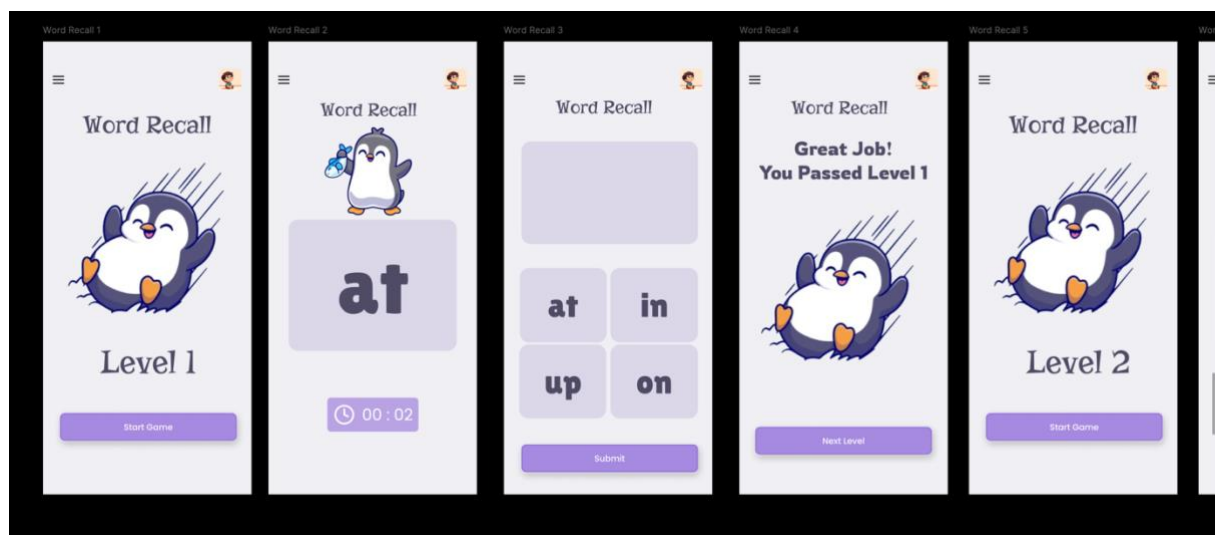 Word Recall 1
Word Recall
Level 1
Start Game
Word Recall 2
Word Recall
at
00 : 02
Word Recall 3
Word Recall
at in
up on
Submit
Word Recall 4
Word Recall
Great Job!
You Passed Level 1
Next Level
Word Recall 5
Word Recall
Level 2
Start Game